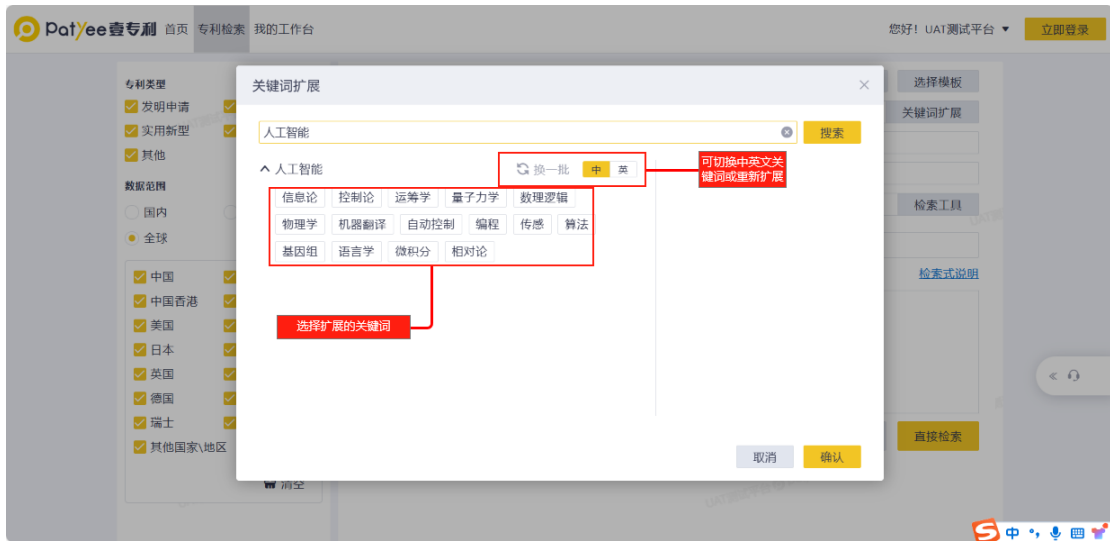 Patyee壹专利 首页 专利检索 我的工作台 您好！UAT测试平台 立即登录
专利类型
发明申请
实用新型
其他
数据范围
国内
全球
中国
中国香港
美国
日本
英国
德国
瑞士
其他国家\地区
清空
关键词扩展
人工智能 搜索
人工智能 换一批 中 英
可切换中英文关
键词或重新扩展
信息论 控制论 运筹学 量子力学 数理逻辑
物理学 机器翻译 自动控制 编程 传感 算法
基因组 语言学 微积分 相对论
选择扩展的关键词
取消 确认
选择模板
关键词扩展
检索工具
检索式说明
直接检索
中